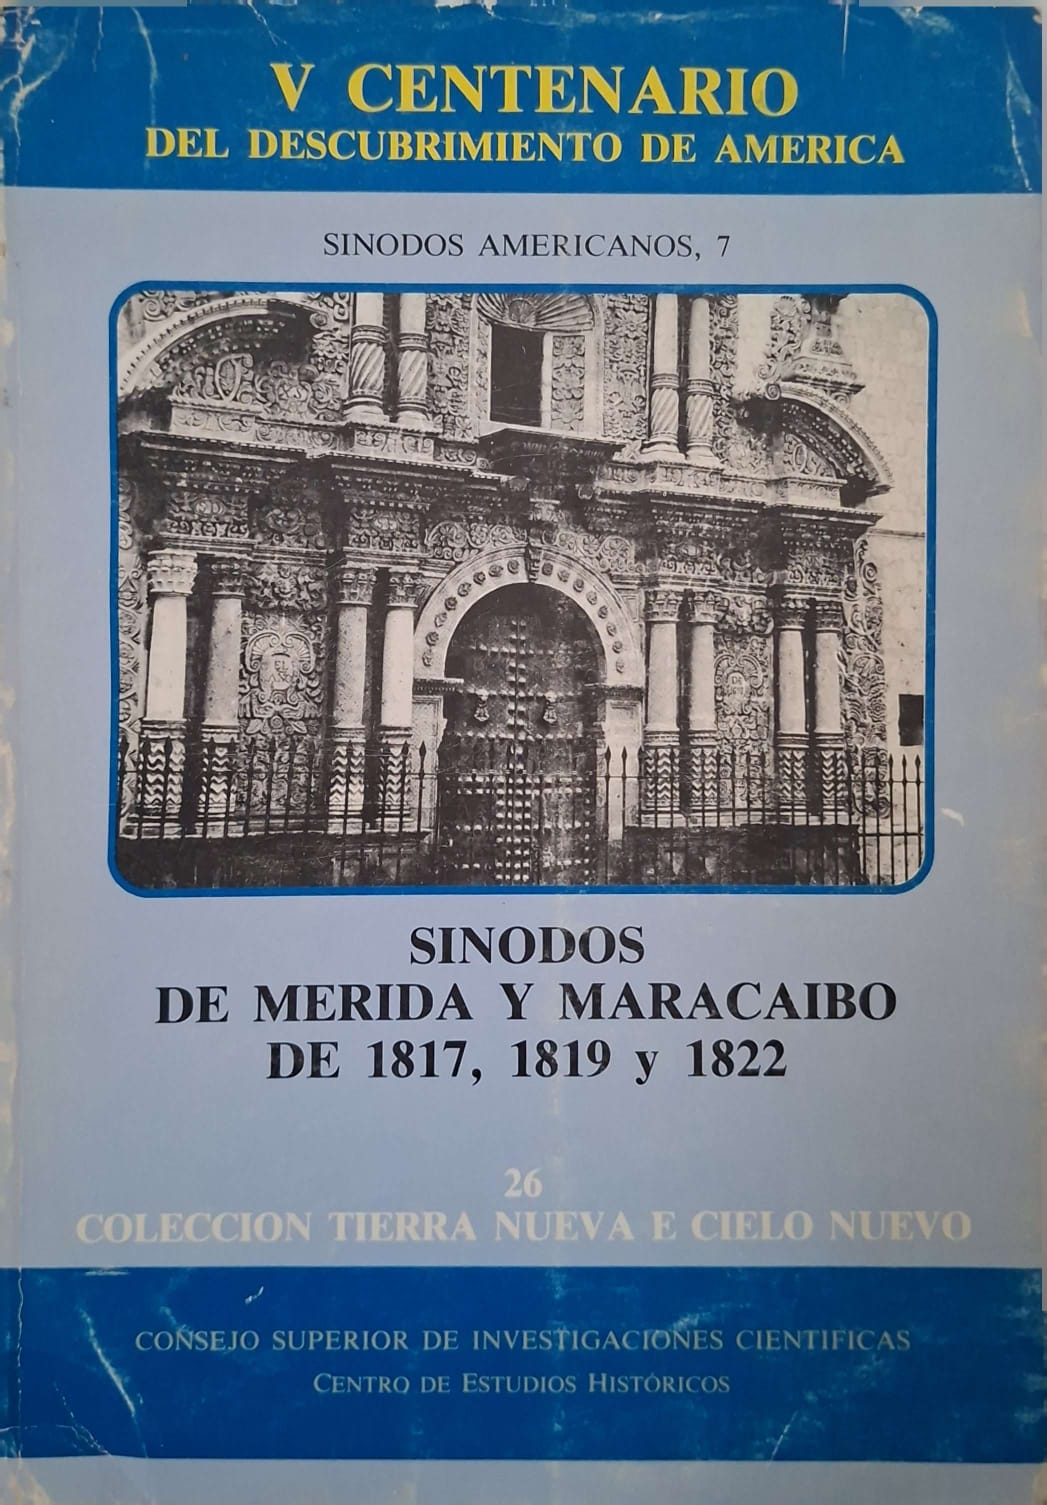 V CENTENARIO
DEL DESCUBRIMIENTO DE AMERICA
SINODOS AMERICANOS, 7
SINODOS
DE MERIDA Y MARACAIBO
DE 1817, 1819 y 1822
26
COLECCION TIERRA NUEVA E CIELO NUEVO
CONSEJO SUPERIOR DE INVESTIGACIONES CIENTIFICAS
CENTRO DE ESTUDIOS HISTÓRICOS